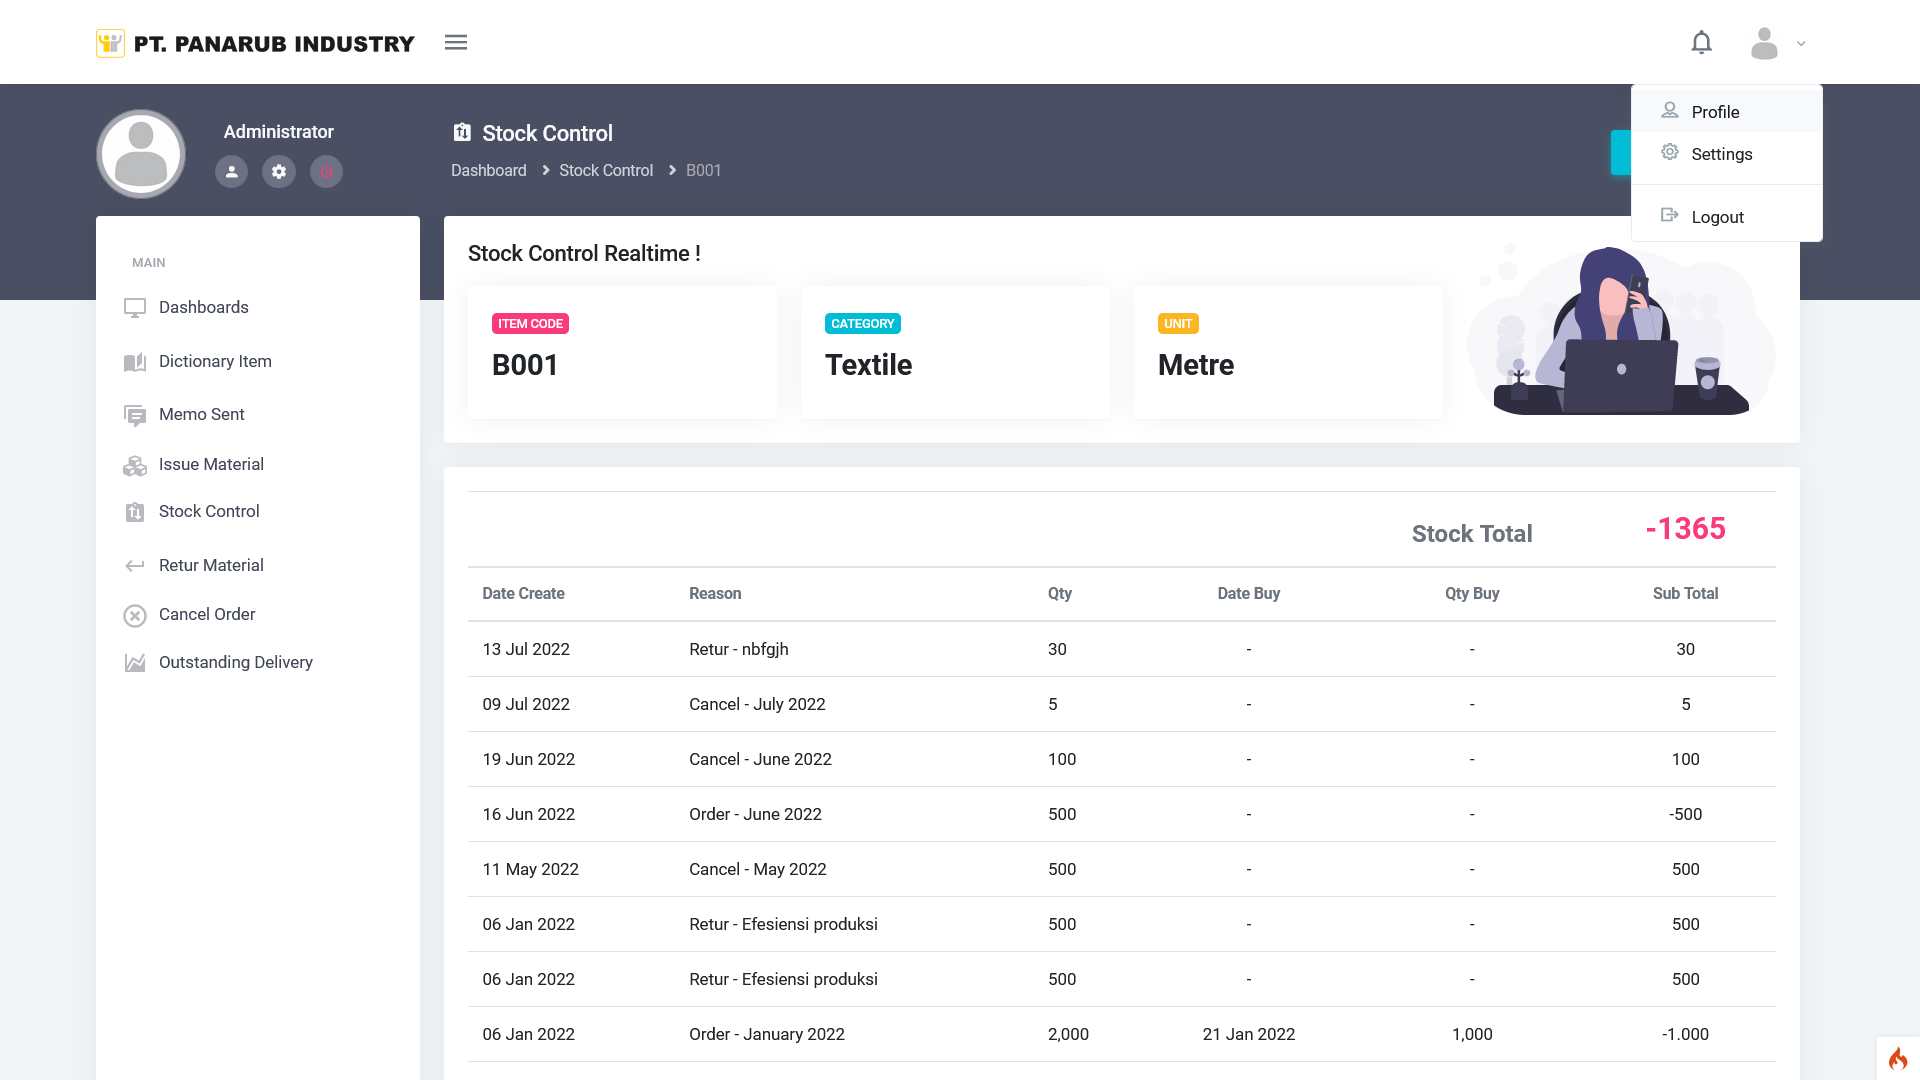 PT. PANARUB INDUSTRY
Profile
Settings
Logout
Administrator
Stock Control
Dashboard Stock Control B001
MAIN
Dashboards
Dictionary Item
Memo Sent
Issue Material
Stock Control
Retur Material
Cancel Order
Outstanding Delivery
Stock Control Realtime !
ITEM CODE
B001
CATEGORY
Textile
UNIT
Metre
Stock Total -1365
Date Create Reason Qty Date Buy Qty Buy Sub Total
13 Jul 2022 Retur - nbfgjh 30 - - 30
09 Jul 2022 Cancel - July 2022 5 - - 5
19 Jun 2022 Cancel - June 2022 100 - - 100
16 Jun 2022 Order - June 2022 500 - - -500
11 May 2022 Cancel - May 2022 500 - - 500
06 Jan 2022 Retur - Efesiensi produksi 500 - - 500
06 Jan 2022 Retur - Efesiensi produksi 500 - - 500
06 Jan 2022 Order - January 2022 2,000 21 Jan 2022 1,000 -1.000